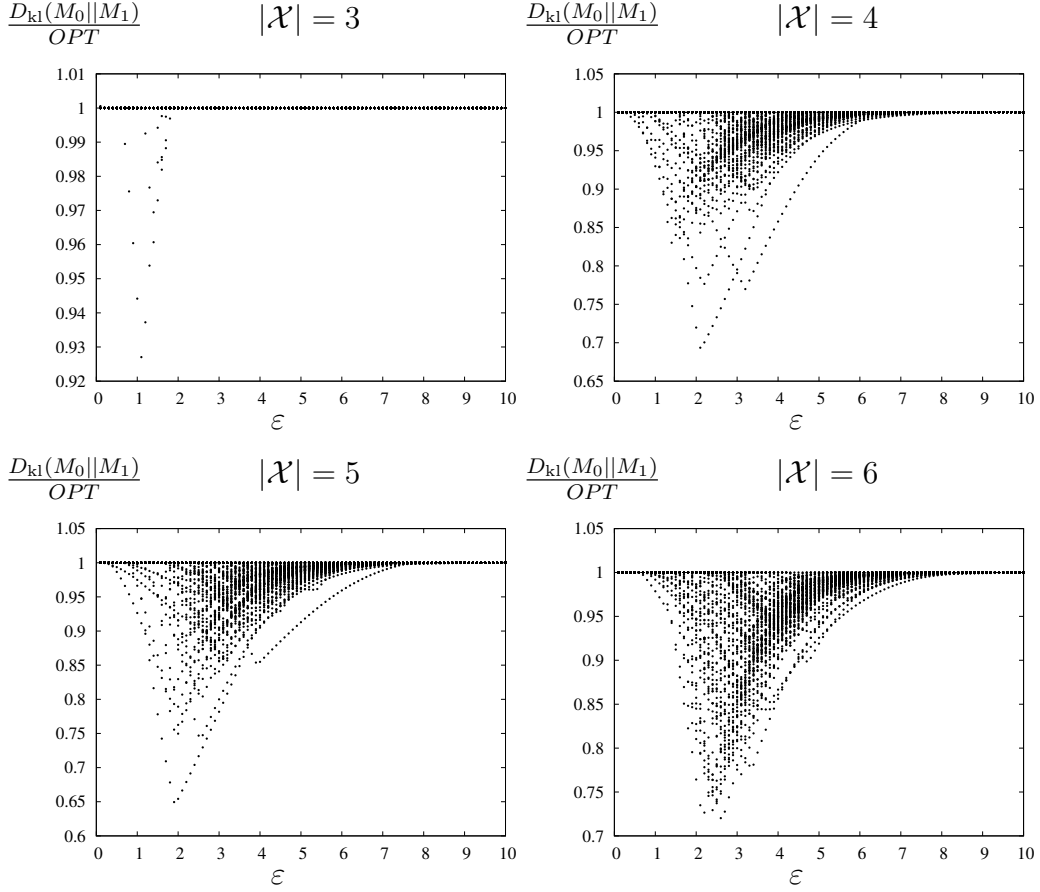 D_kl(M_0||M_1)
OPT
|𝒳| = 3
1.01
1
0.99
0.98
0.97
0.96
0.95
0.94
0.93
0.92
0 1 2 3 4 5 6 7 8 9 10
ε
D_kl(M_0||M_1)
OPT
|𝒳| = 4
1.05
1
0.95
0.9
0.85
0.8
0.75
0.7
0.65
0 1 2 3 4 5 6 7 8 9 10
ε
D_kl(M_0||M_1)
OPT
|𝒳| = 5
1.05
1
0.95
0.9
0.85
0.8
0.75
0.7
0.65
0.6
0 1 2 3 4 5 6 7 8 9 10
ε
D_kl(M_0||M_1)
OPT
|𝒳| = 6
1.05
1
0.95
0.9
0.85
0.8
0.75
0.7
0 1 2 3 4 5 6 7 8 9 10
ε